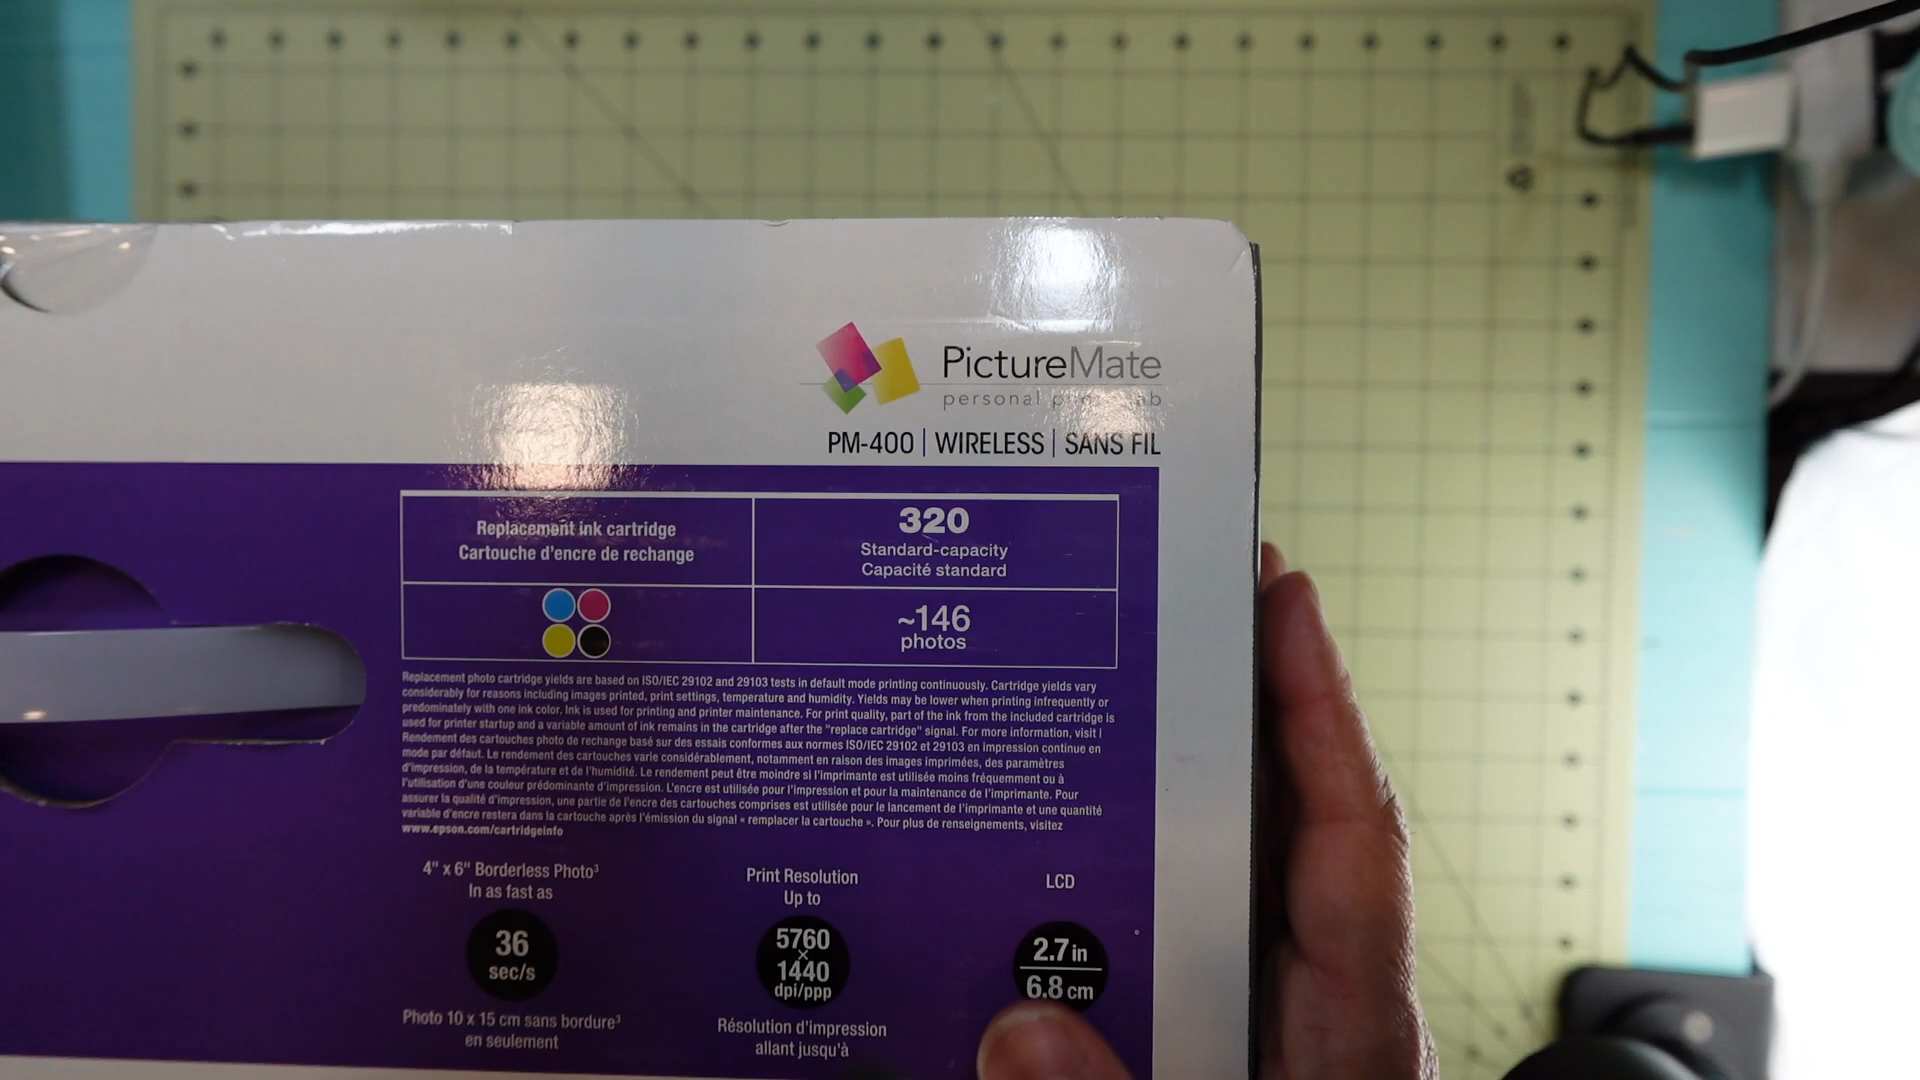 PictureMate
personal
PM-400 | WIRELESS | SANS FIL
Replacement ink cartridge
Cartouche d'encre de rechange
320
Standard-capacity
Capacité standard
~146
photos
Replacement photo cartridge yields are based on ISO/IEC 29102 and 29103 tests in default mode printing continuously. Cartridge yields vary
considerably for reasons including images printed, print settings, temperature and humidity. Yields may be lower when printing infrequently or
predominately with one ink color. Ink is used for printing and printer maintenance. For print quality, part of the ink from the included cartridge is
used for printer startup and a variable amount of ink remains in the cartridge after the "replace cartridge" signal. For more information, visit |
Rendement des cartouches photo de rechange basé sur des essais conformes aux normes ISO/IEC 29102 et 29103 en impression continue en
mode par défaut. Le rendement des cartouches varie considérablement, notamment en raison des images imprimées, des paramètres
d'impression, de la température et de l'humidité. Le rendement peut être moindre si l'imprimante est utilisée moins fréquemment ou à
l'utilisation d'une couleur prédominante d'impression. L'encre est utilisée pour l'impression et pour la maintenance de l'imprimante. Pour
assurer la qualité d'impression, une partie de l'encre des cartouches comprises est utilisée pour le lancement de l'imprimante et une quantité
variable d'encre restera dans la cartouche après l'émission du signal « remplacer la cartouche ». Pour plus de renseignements, visitez
www.epson.com/cartridgeinfo
4" x 6" Borderless Photo³
In as fast as
36
sec/s
Photo 10 x 15 cm sans bordure³
en seulement
Print Resolution
Up to
5760
×
1440
dpi/ppp
Résolution d'impression
allant jusqu'à
LCD
2.7 in
6.8 cm